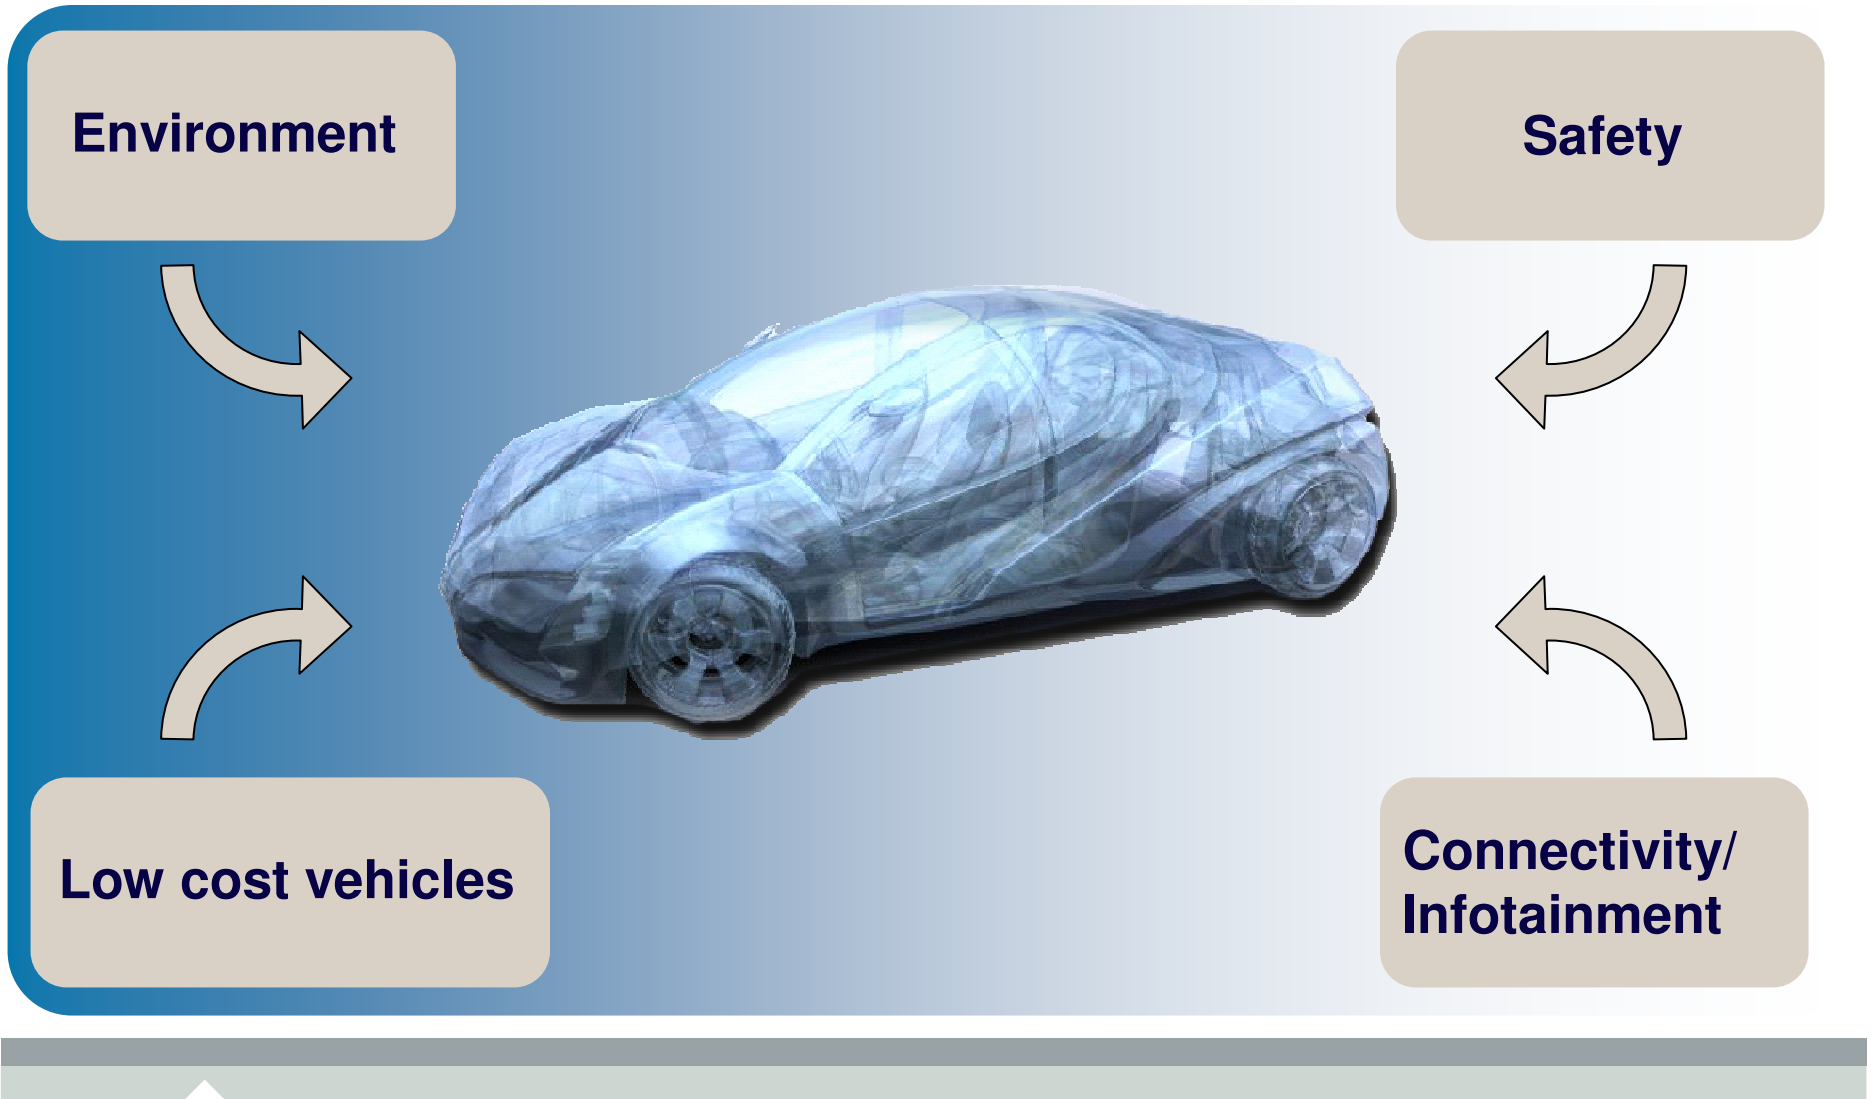 Environment
Safety
Low cost vehicles
Connectivity/
Infotainment